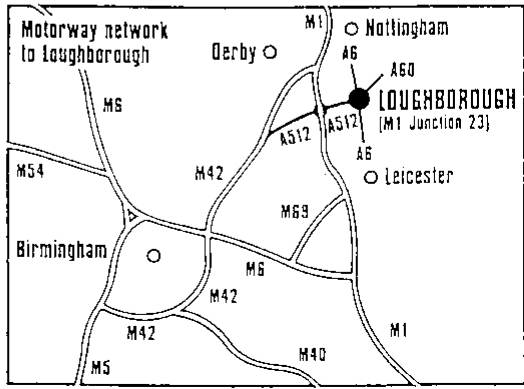 Motorway network
to Loughborough
M1
Nottingham
Derby
A6
A60
LOUGHBOROUGH
(M1 Junction 23)
M6
A512
A512
A6
M54
M42
Leicester
M69
Birmingham
M6
M42
M42
M1
M5
M40